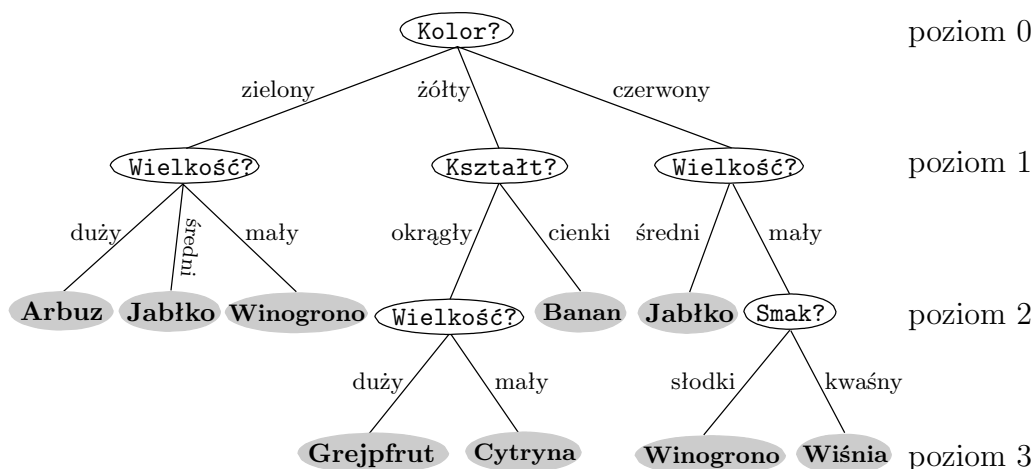 Kolor? poziom 0
zielony żółty czerwony
Wielkość? Kształt? Wielkość? poziom 1
duży średni mały okrągły cienki średni mały
Arbuz Jabłko Winogrono Wielkość? Banan Jabłko Smak? poziom 2
duży mały słodki kwaśny
Grejpfrut Cytryna Winogrono Wiśnia poziom 3